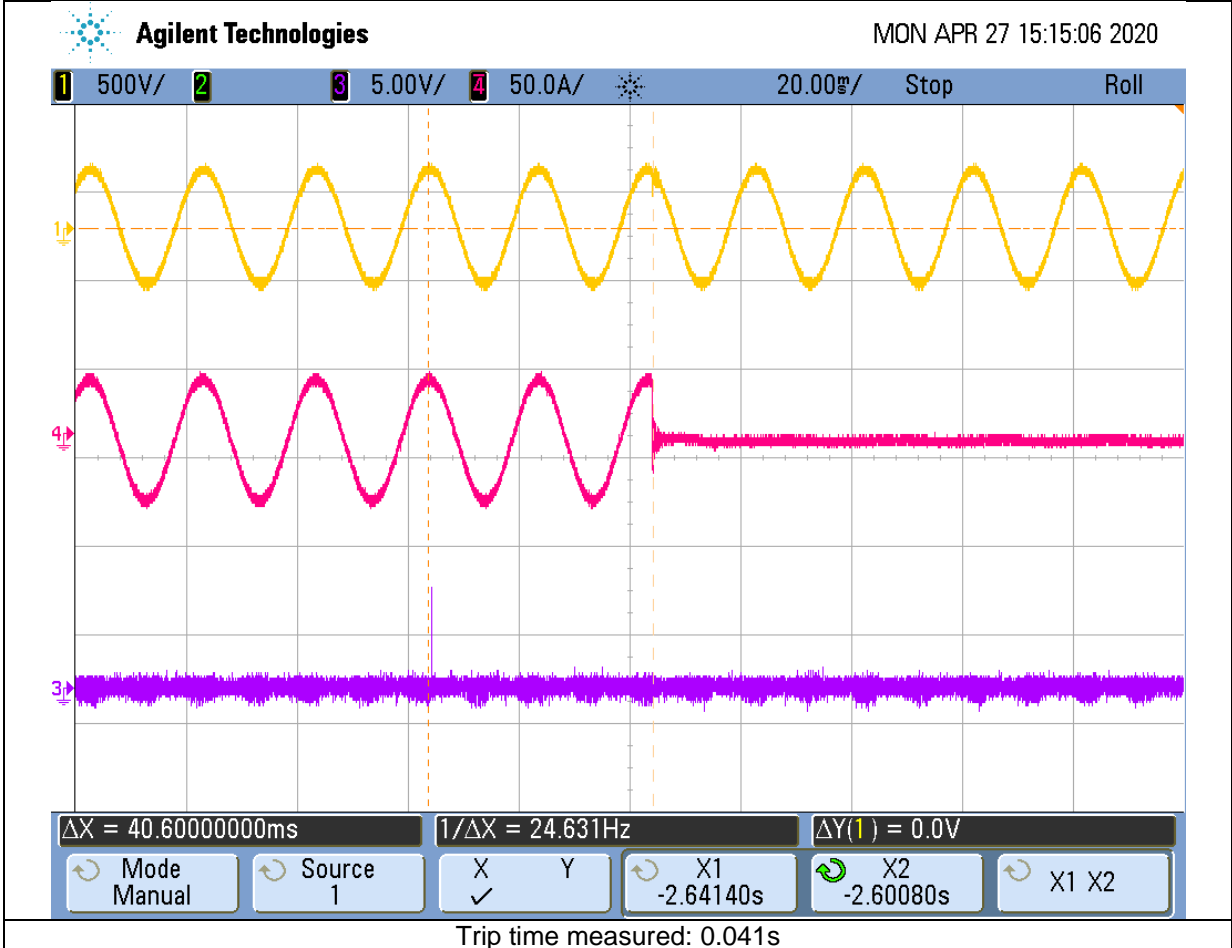 Agilent Technologies MON APR 27 15:15:06 2020
1 500V/ 2 3 5.00V/ 4 50.0A/ 20.00ms/ Stop Roll
1
4
3
ΔX = 40.60000000ms 1/ΔX = 24.631Hz ΔY(1) = 0.0V
Mode Source X Y X1 X2 X1 X2
Manual 1 ✓ -2.64140s -2.60080s
Trip time measured: 0.041s